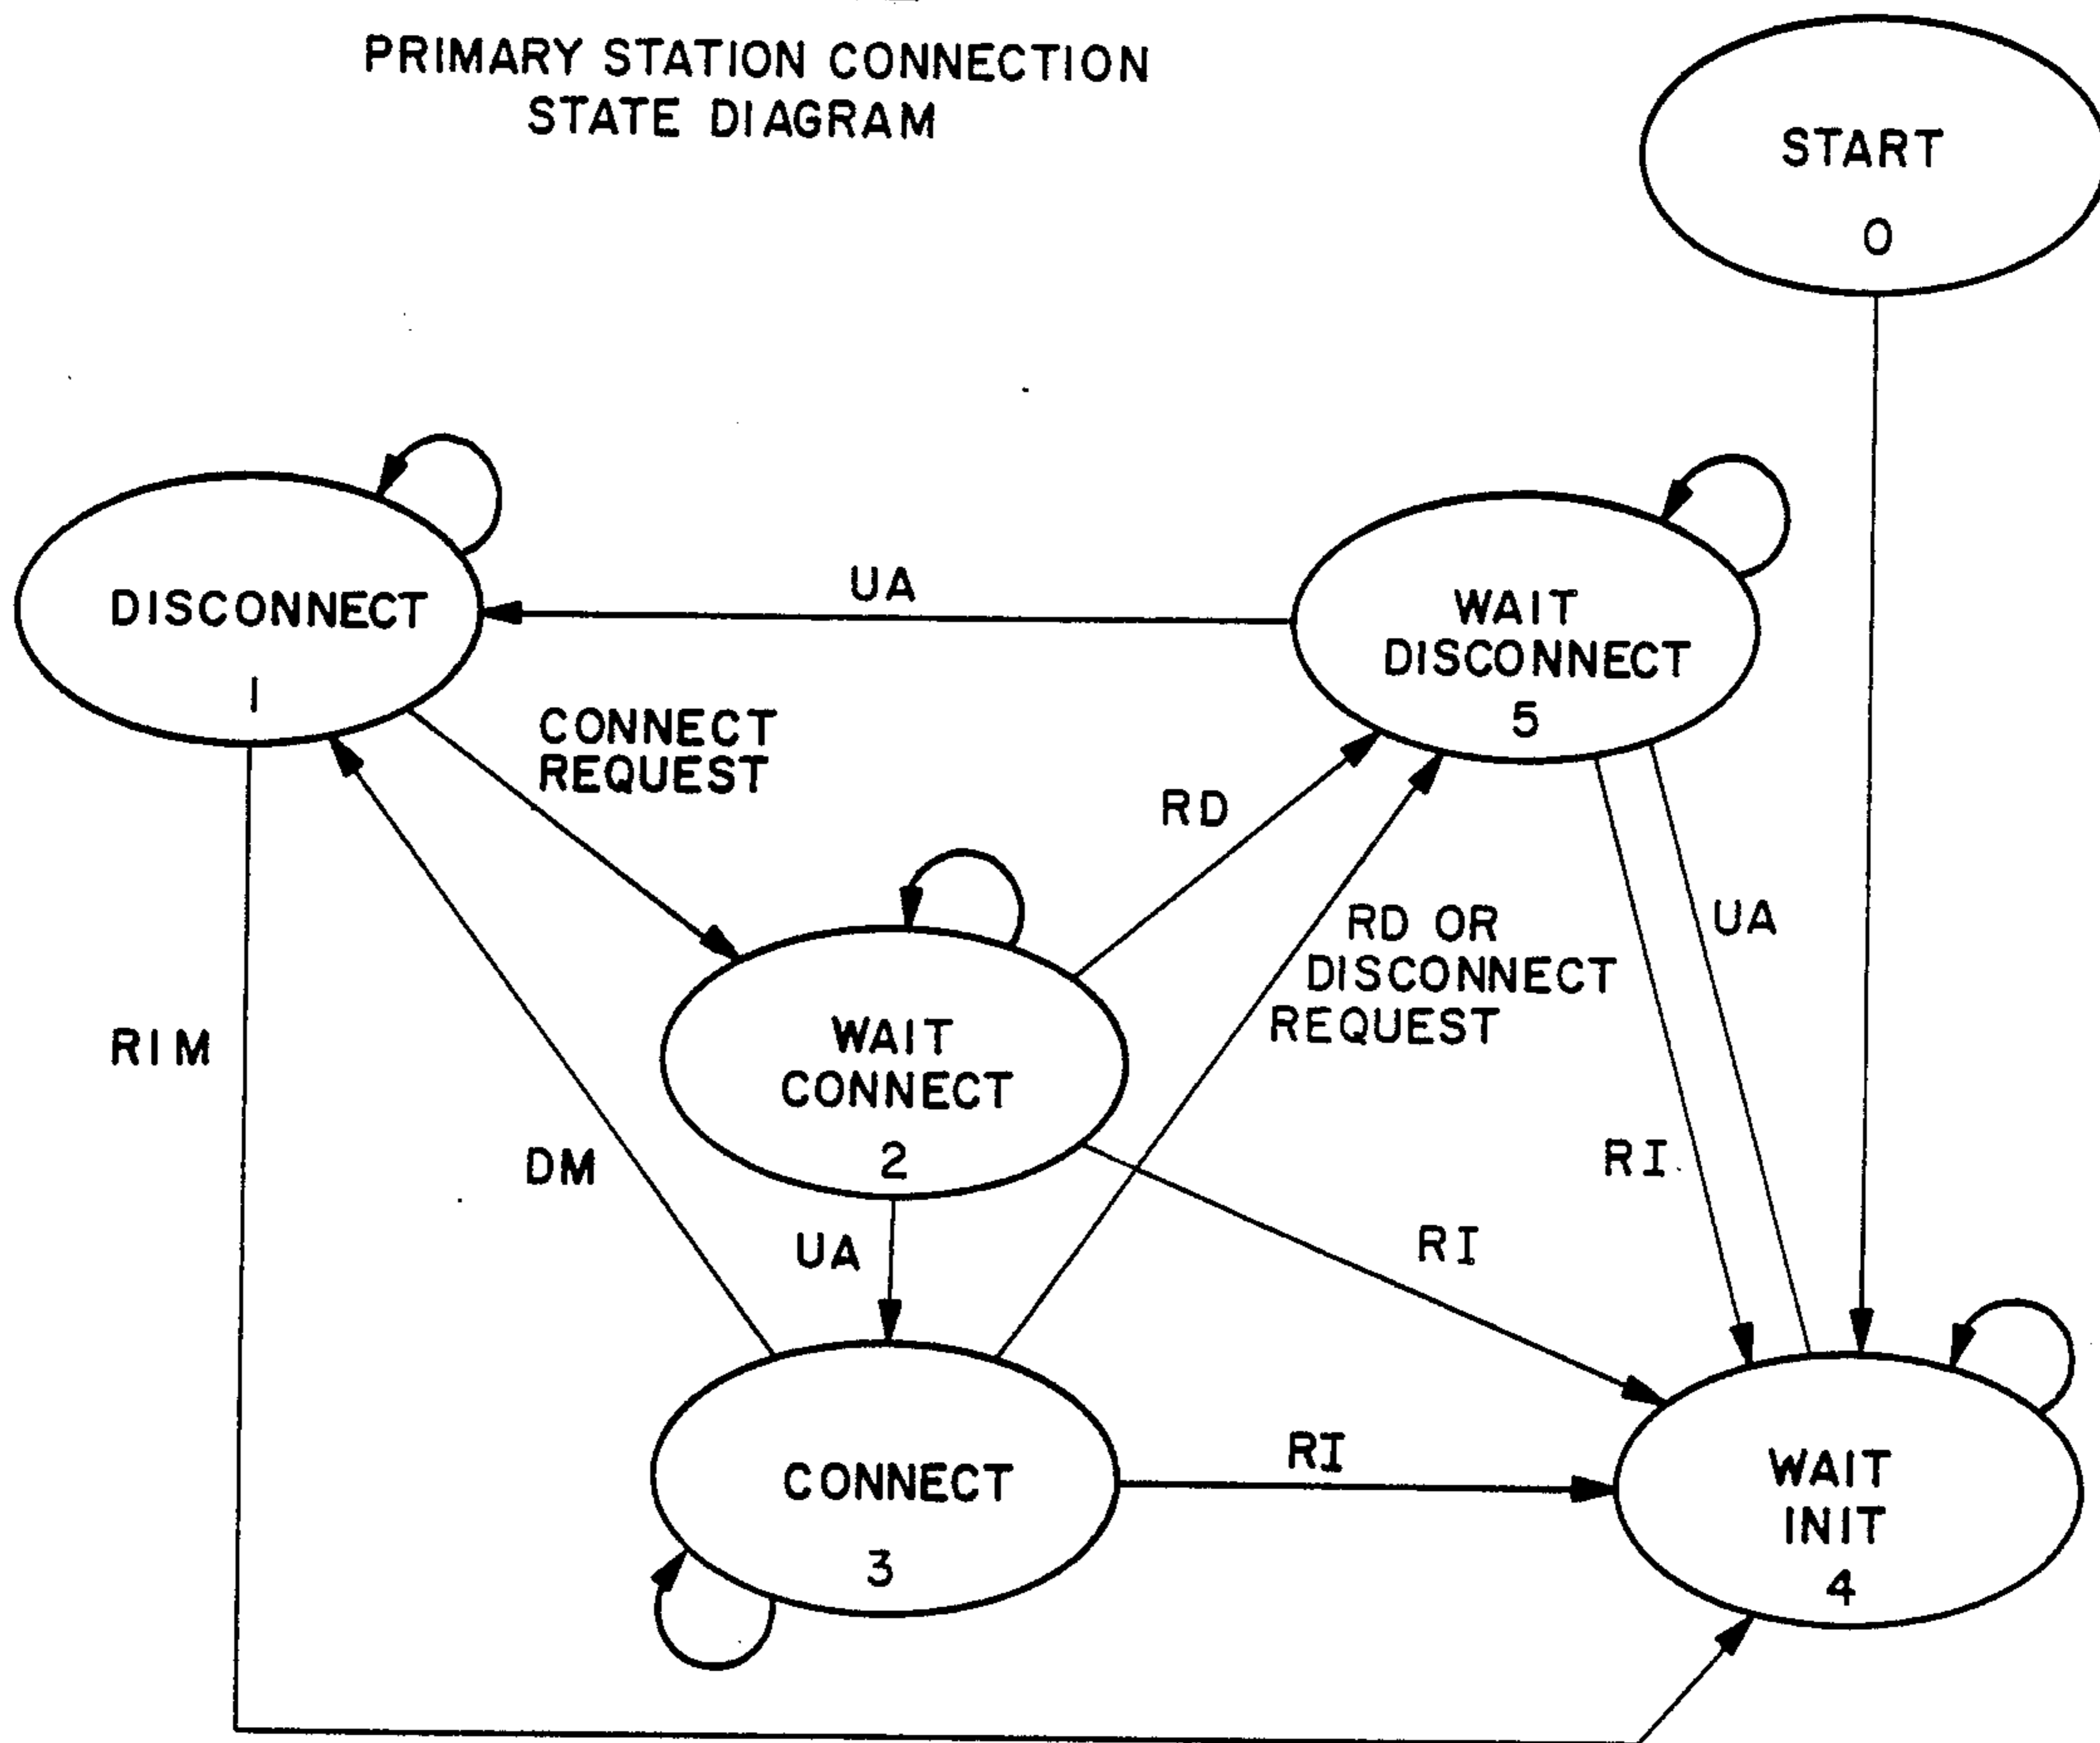 PRIMARY STATION CONNECTION
STATE DIAGRAM
START
0
DISCONNECT
1
UA
WAIT
DISCONNECT
5
CONNECT
REQUEST
RD
RD OR
DISCONNECT
REQUEST
UA
WAIT
CONNECT
2
RIM
DM
UA
RI
RI
CONNECT
3
RI
WAIT
INIT
4